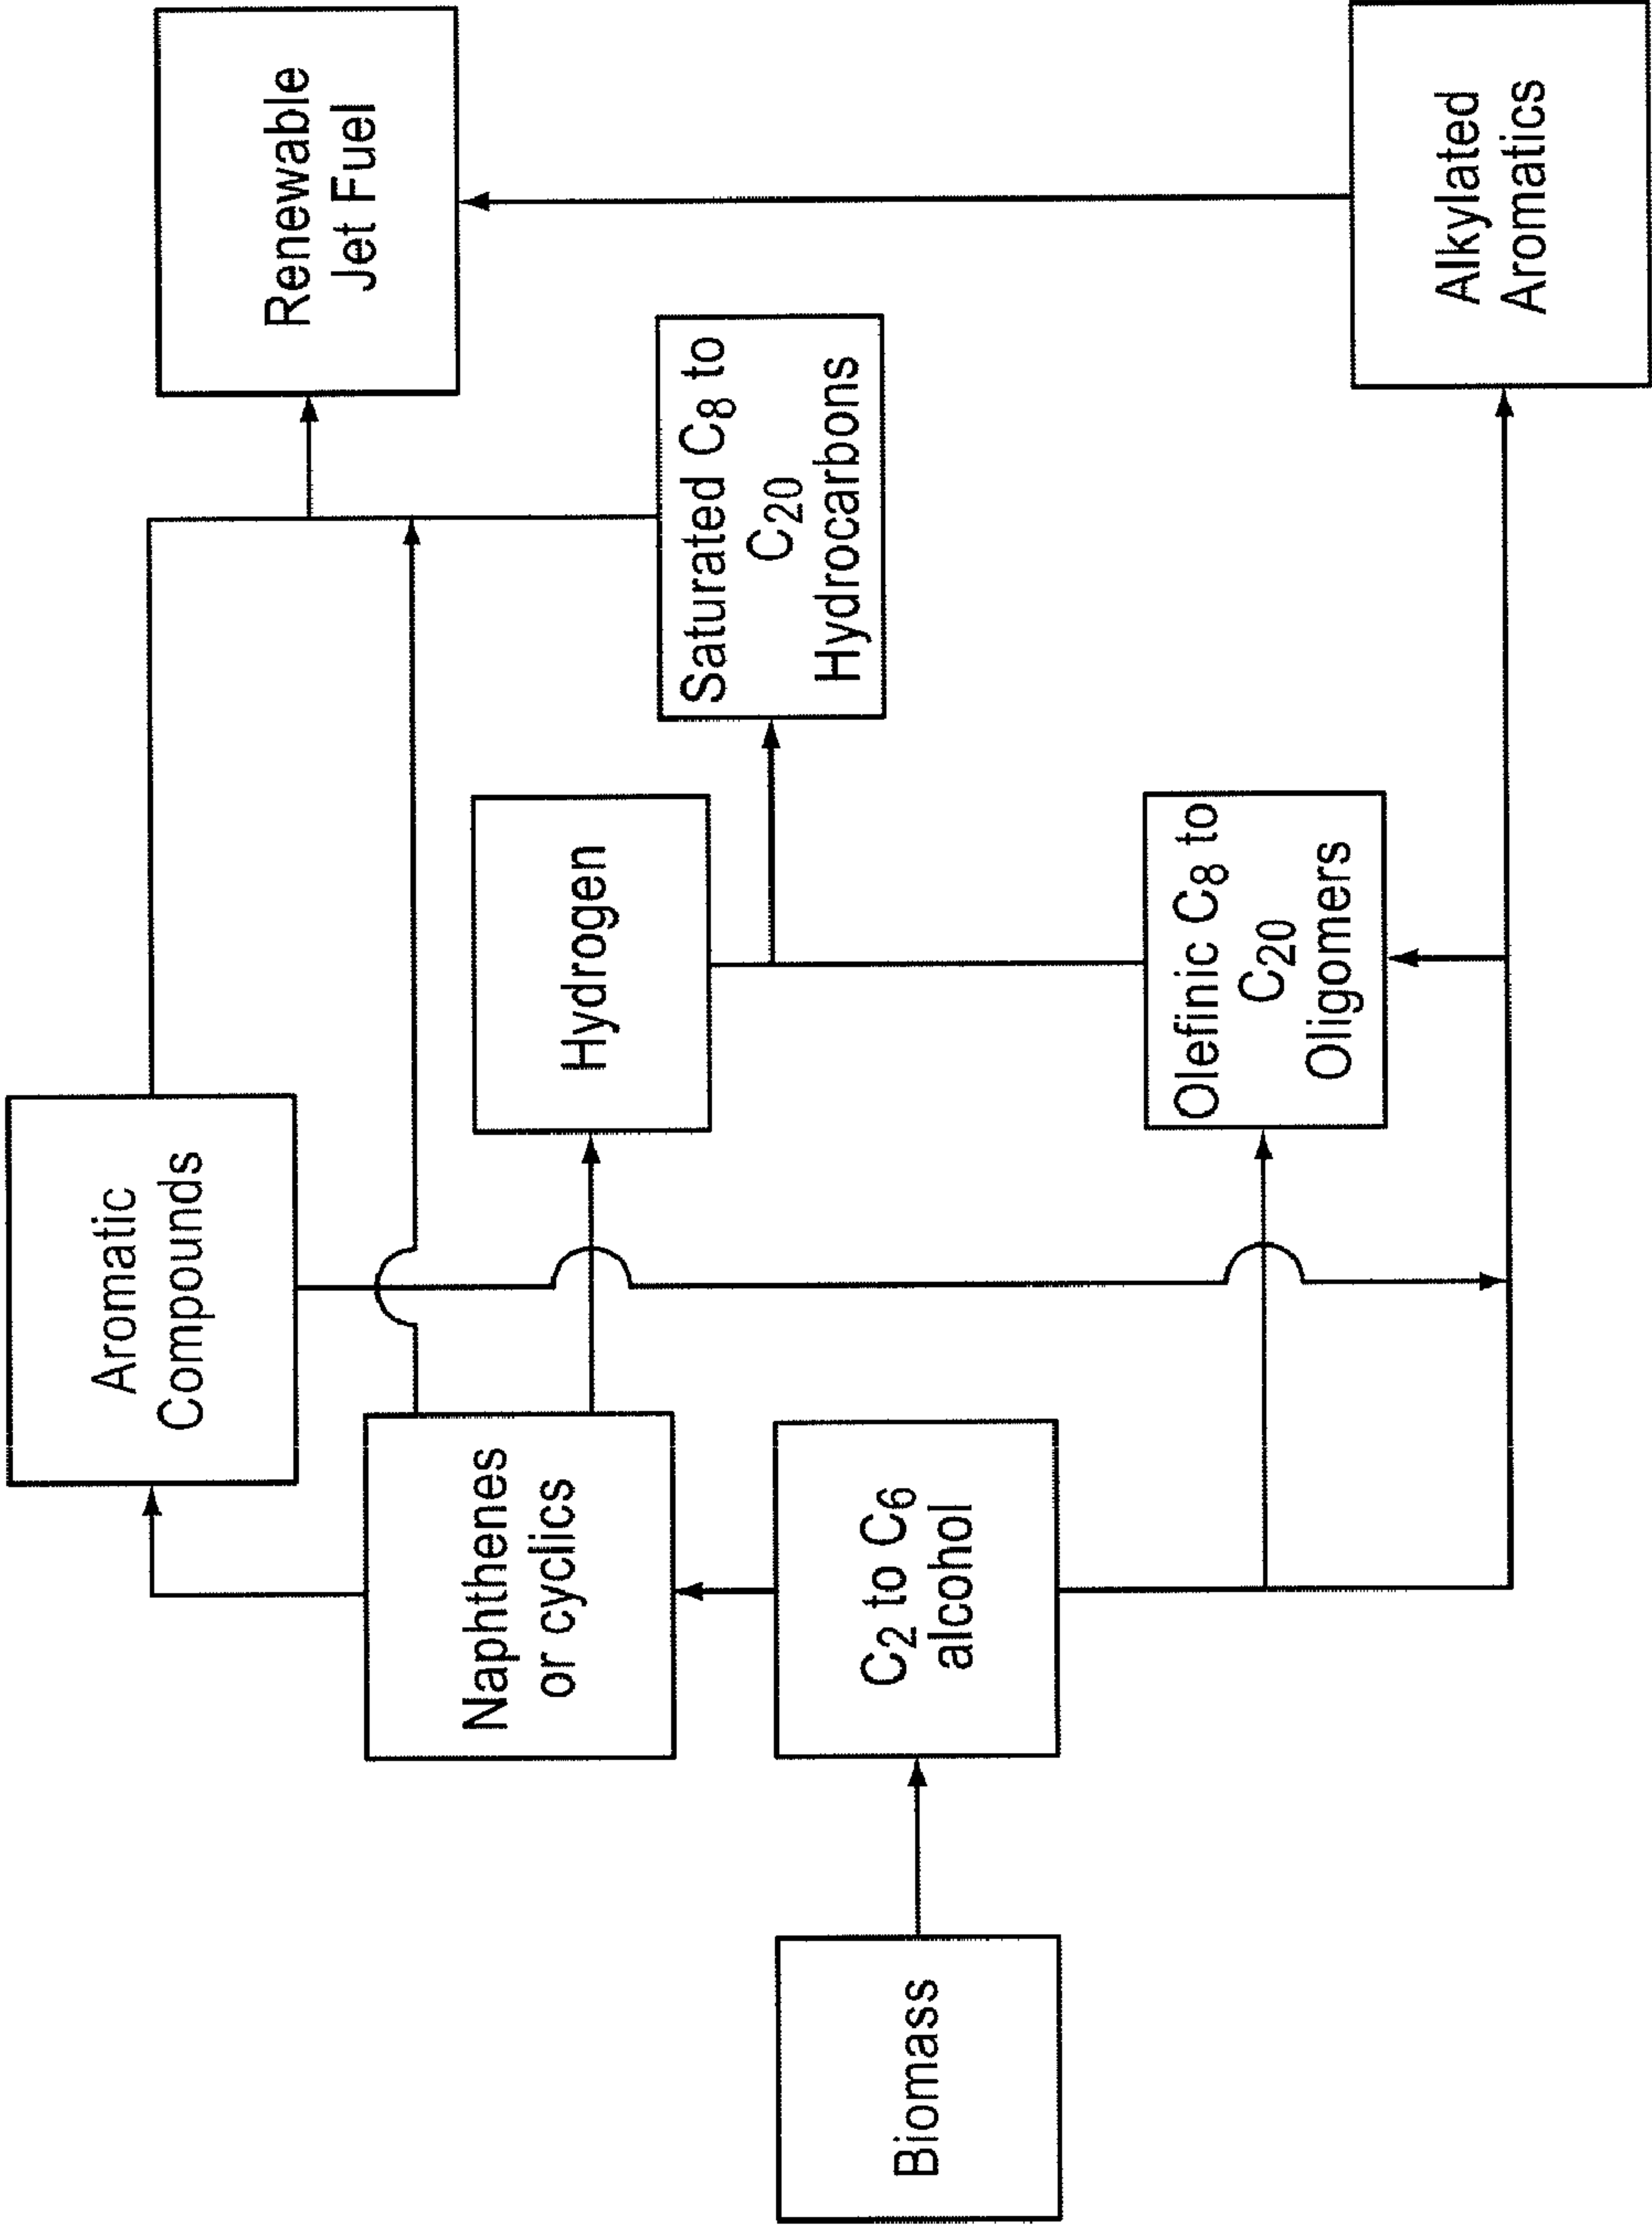 Biomass
C₂ to C₆
alcohol
Naphthenes
or cyclics
Aromatic
Compounds
Hydrogen
Olefinic C₈ to
C₂₀
Oligomers
Saturated C₈ to
C₂₀
Hydrocarbons
Renewable
Jet Fuel
Alkylated
Aromatics